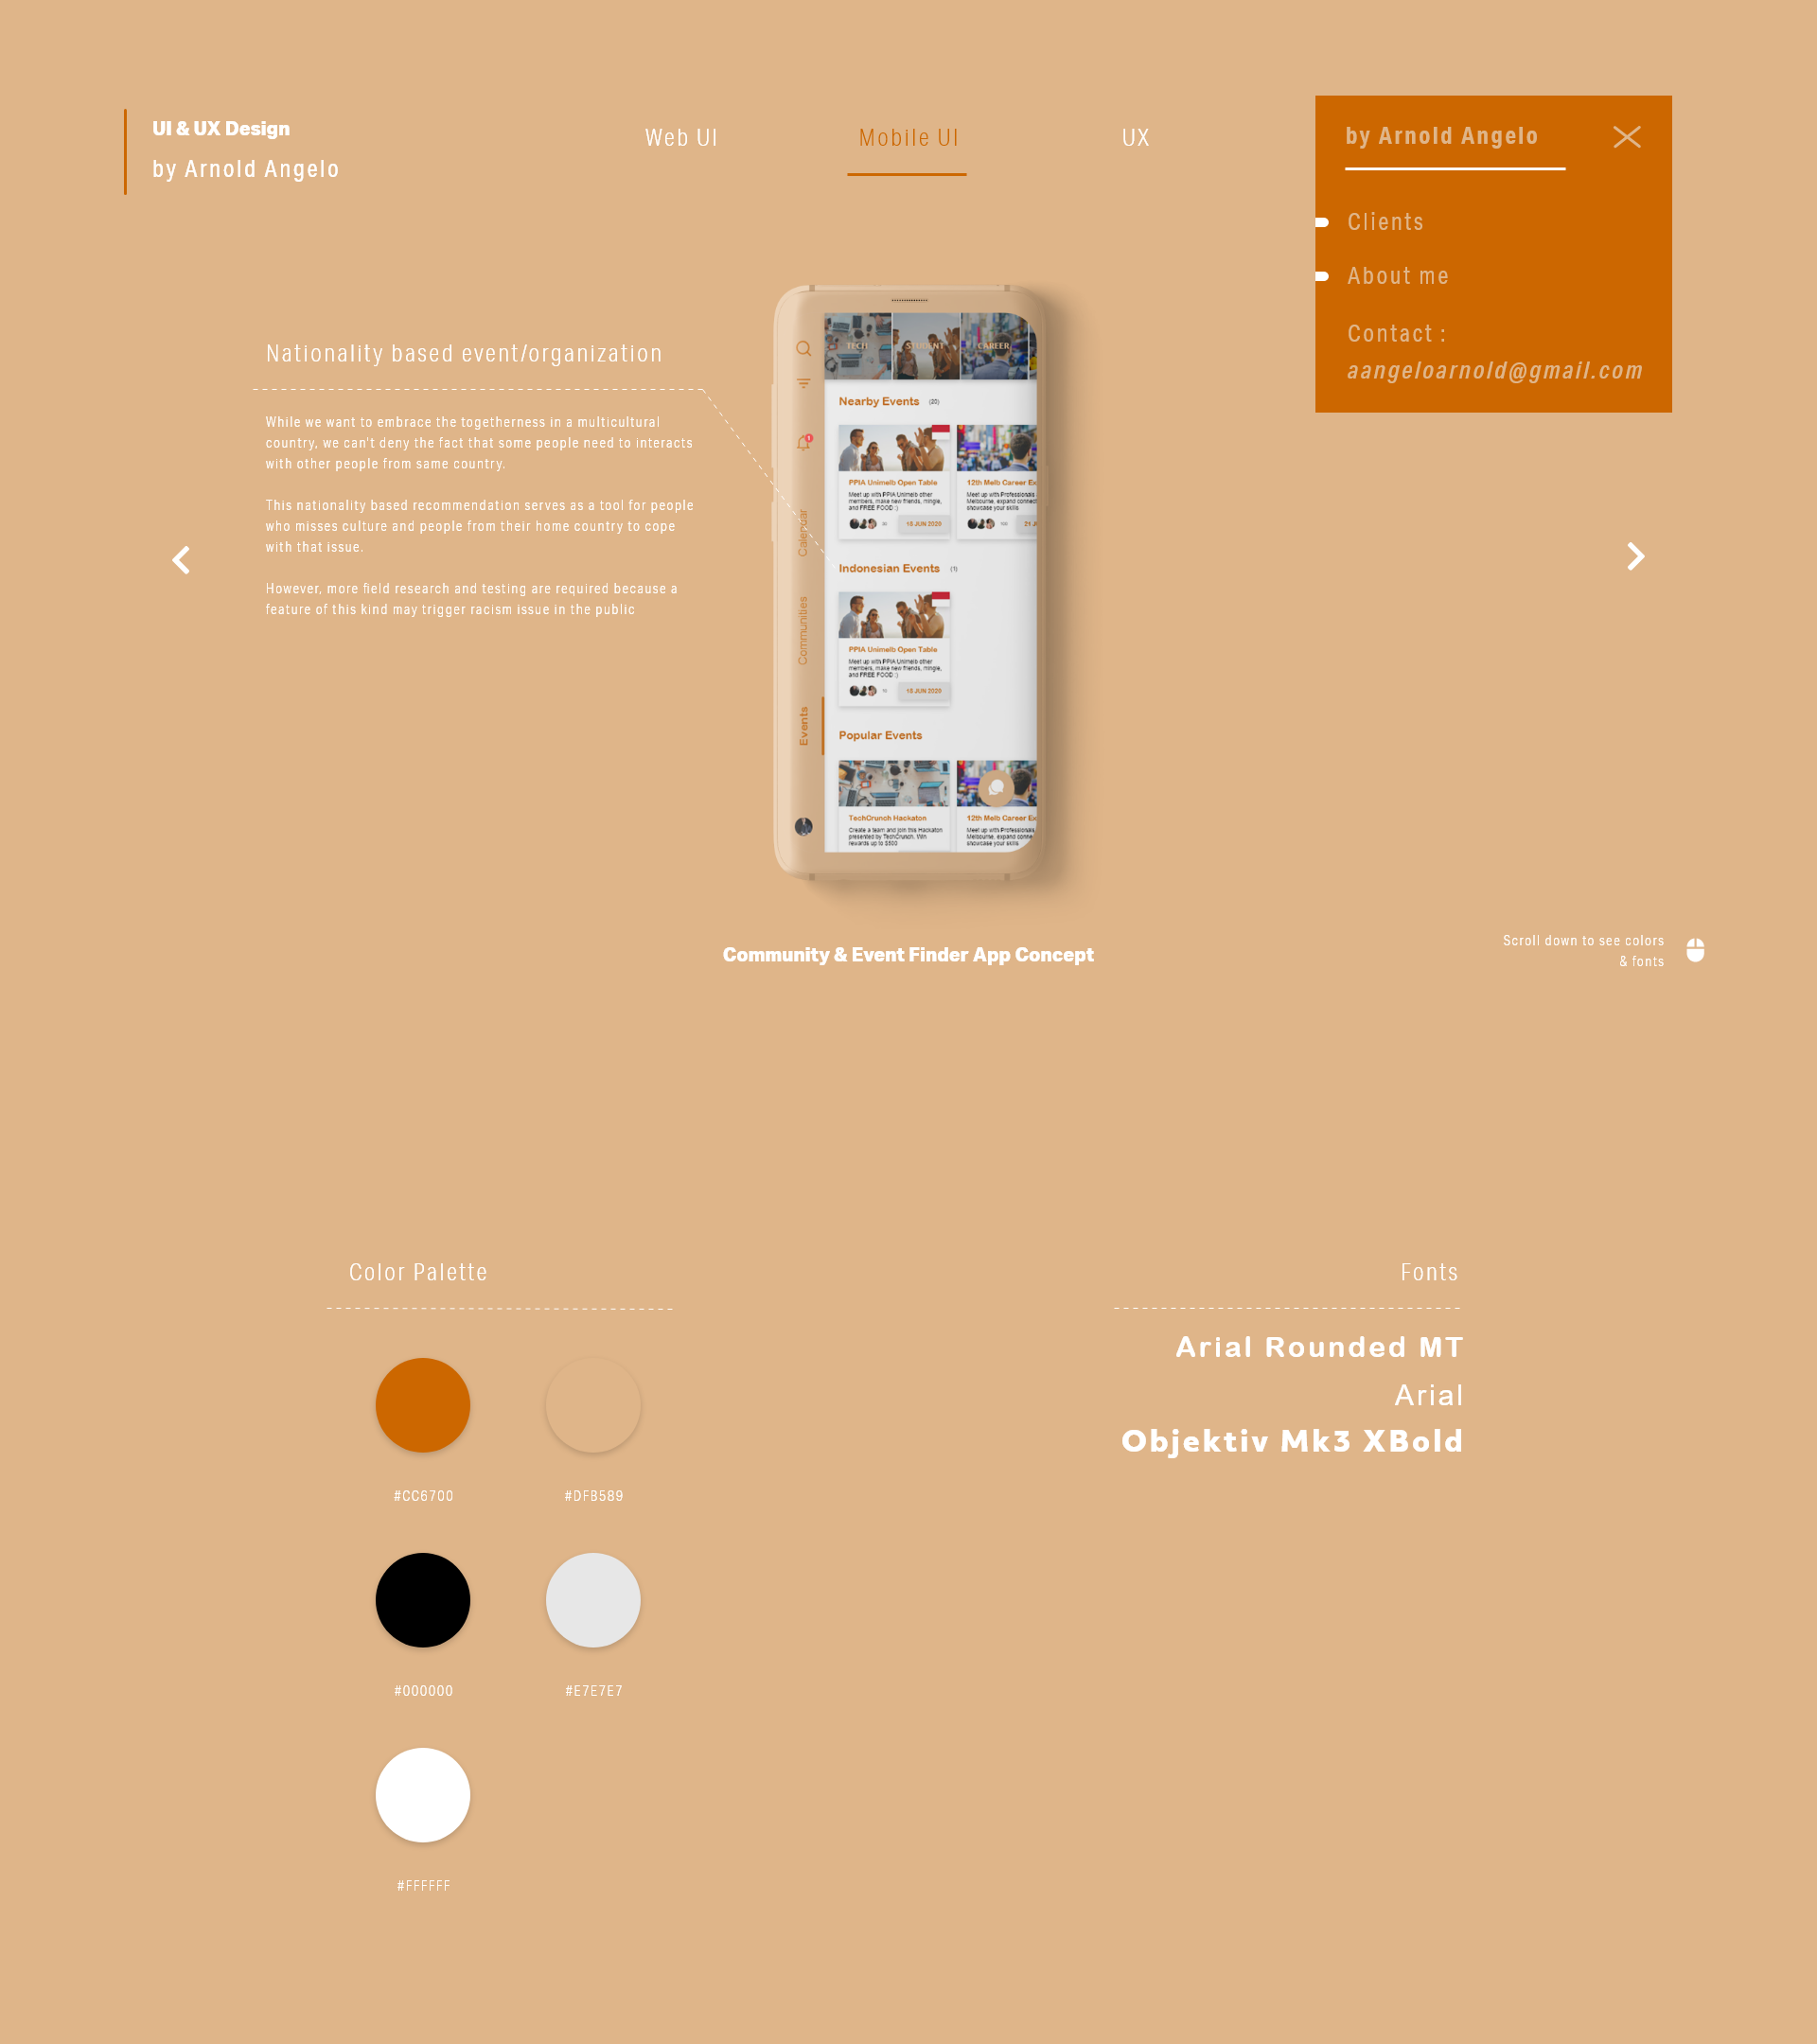 UI & UX Design
by Arnold Angelo
Web UI
Mobile UI
UX
by Arnold Angelo
Clients
About me
Contact :
aangeloarnold@gmail.com
Nationality based event/organization
While we want to embrace the togetherness in a multicultural
country, we can't deny the fact that some people need to interacts
with other people from same country.
This nationality based recommendation serves as a tool for people
who misses culture and people from their home country to cope
with that issue.
However, more field research and testing are required because a
feature of this kind may trigger racism issue in the public
TECH
STUDENT
CAREER
Calendar
Communities
Events
Nearby Events (20)
PPIA Unimelb Open Table
Meet up with PPIA Unimelb other
members, make new friends, mingle,
and FREE FOOD :)
15 JUN 2020
12th Melb Career Ex
Meet up with Professionals
Melbourne, expand connect
showcase your skills
21 J
Indonesian Events (1)
PPIA Unimelb Open Table
Meet up with PPIA Unimelb other
members, make new friends, mingle,
and FREE FOOD :)
15 JUN 2020
Popular Events
TechCrunch Hackaton
Create a team and join this Hackaton
presented by TechCrunch. Win
rewards up to $500
12th Melb Career Ex
Meet up with Professionals
Melbourne, expand connec
showcase your skills
Community & Event Finder App Concept
Scroll down to see colors
& fonts
Color Palette
#CC6700
#DFB589
#000000
#E7E7E7
#FFFFFF
Fonts
Arial Rounded MT
Arial
Objektiv Mk3 XBold